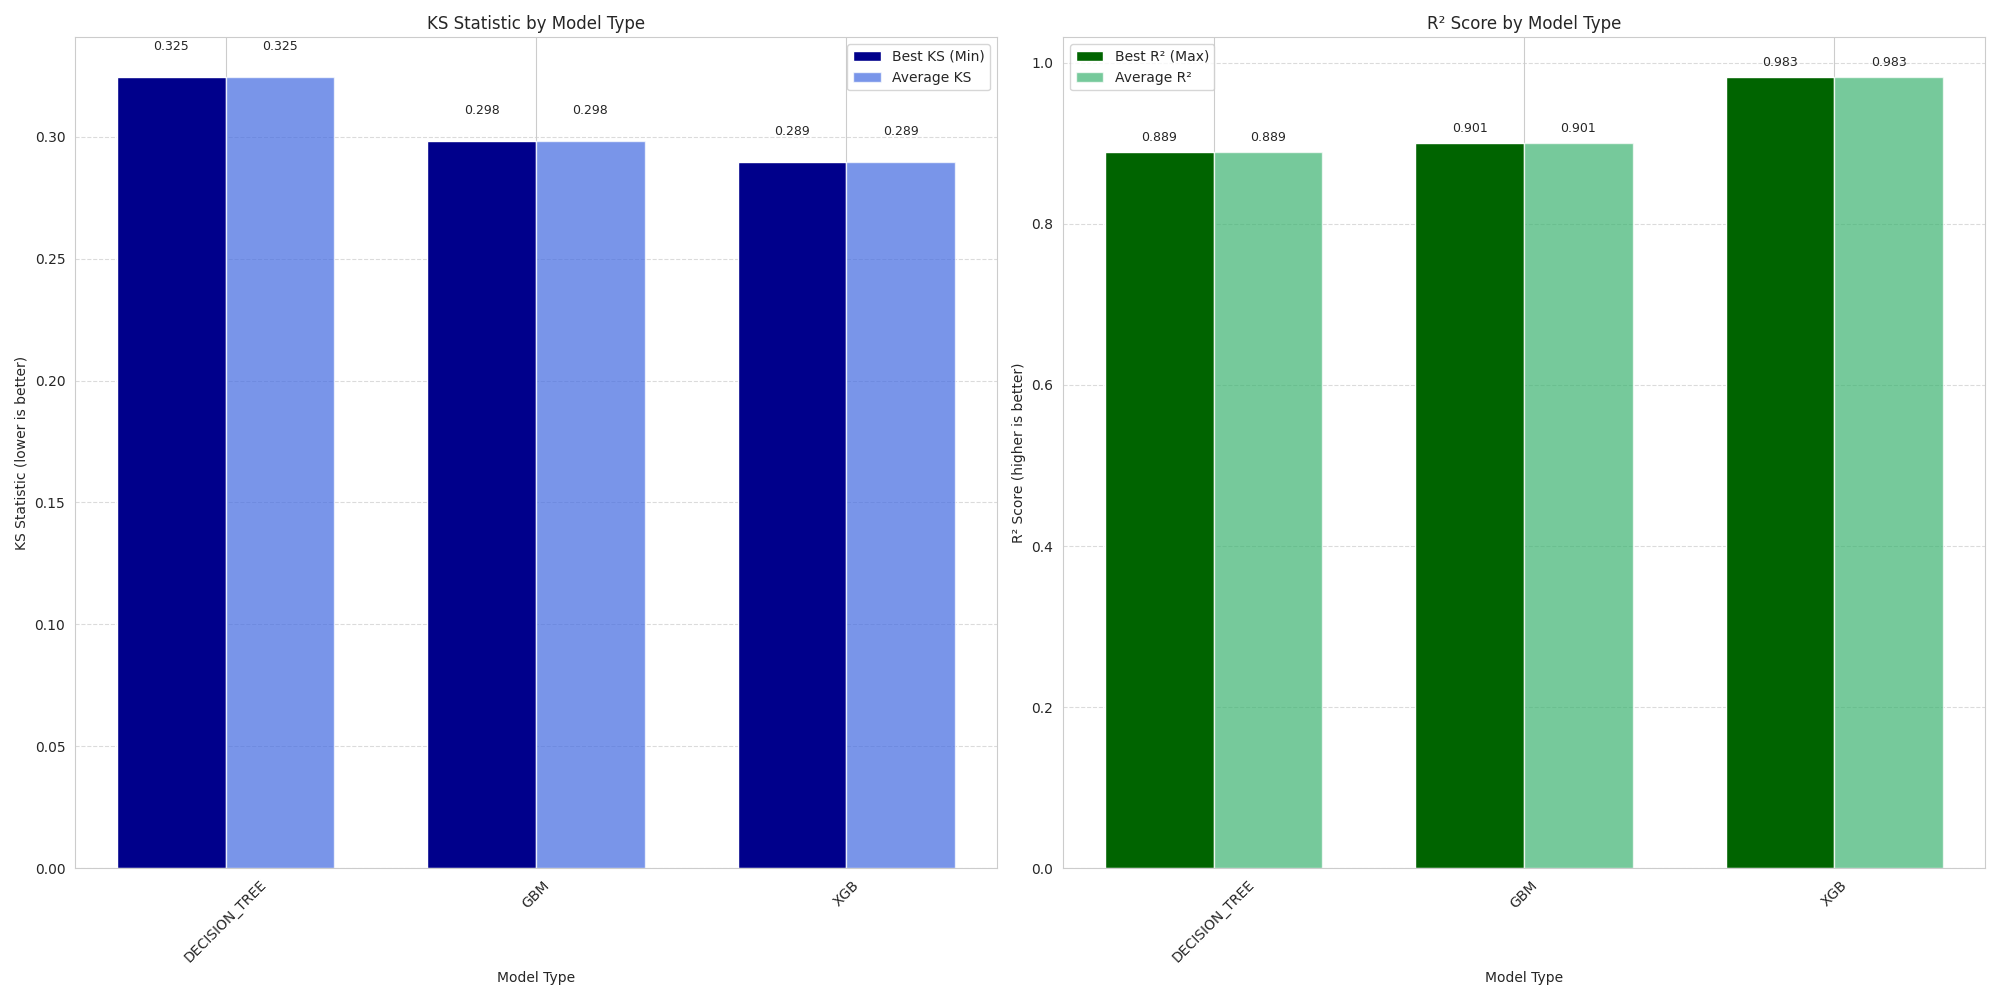 KS Statistic by Model Type
KS Statistic (lower is better)
0.30
0.25
0.20
0.15
0.10
0.05
0.00
0.325 0.325
0.298 0.298
0.289 0.289
Best KS (Min)
Average KS
DECISION_TREE
GBM
XGB
Model Type
R² Score by Model Type
R² Score (higher is better)
1.0
0.8
0.6
0.4
0.2
0.0
Best R² (Max)
Average R²
0.889 0.889
0.901 0.901
0.983 0.983
DECISION_TREE
GBM
XGB
Model Type